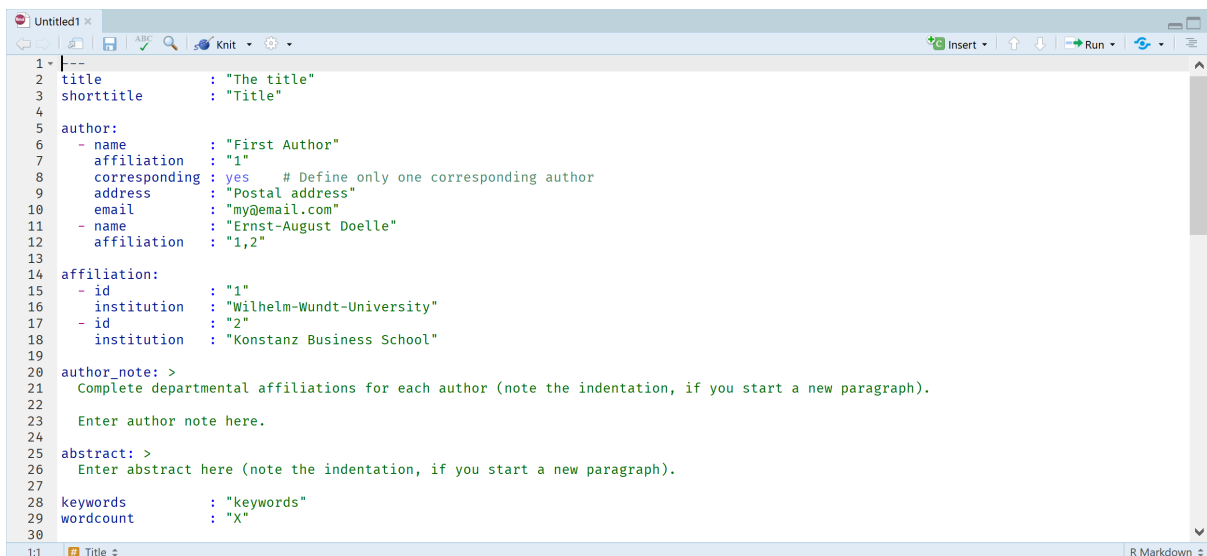 Untitled1 ×
ABC Knit Insert Run
1 ---
2 title : "The title"
3 shorttitle : "Title"
4
5 author:
6 - name : "First Author"
7 affiliation : "1"
8 corresponding : yes # Define only one corresponding author
9 address : "Postal address"
10 email : "my@email.com"
11 - name : "Ernst-August Doelle"
12 affiliation : "1,2"
13
14 affiliation:
15 - id : "1"
16 institution : "Wilhelm-Wundt-University"
17 - id : "2"
18 institution : "Konstanz Business School"
19
20 author_note: >
21 Complete departmental affiliations for each author (note the indentation, if you start a new paragraph).
22
23 Enter author note here.
24
25 abstract: >
26 Enter abstract here (note the indentation, if you start a new paragraph).
27
28 keywords : "keywords"
29 wordcount : "X"
30
1:1 # Title R Markdown